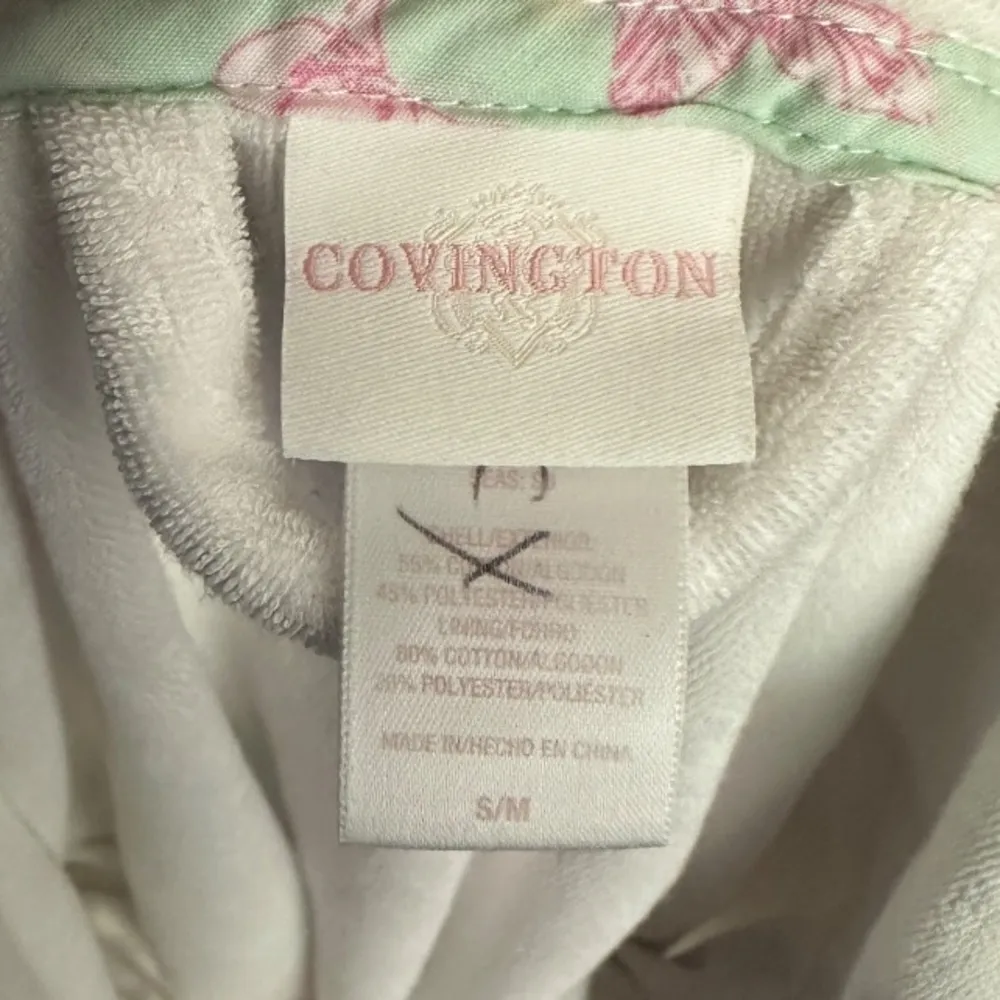 COVINGTON
SHELL/EXTERIOR
55% COTTON/ALGODON
45% POLYESTER/POLIESTER
LINING/FORRO
80% COTTON/ALGODON
20% POLYESTER/POLIESTER
MADE IN/HECHO EN CHINA
S/M